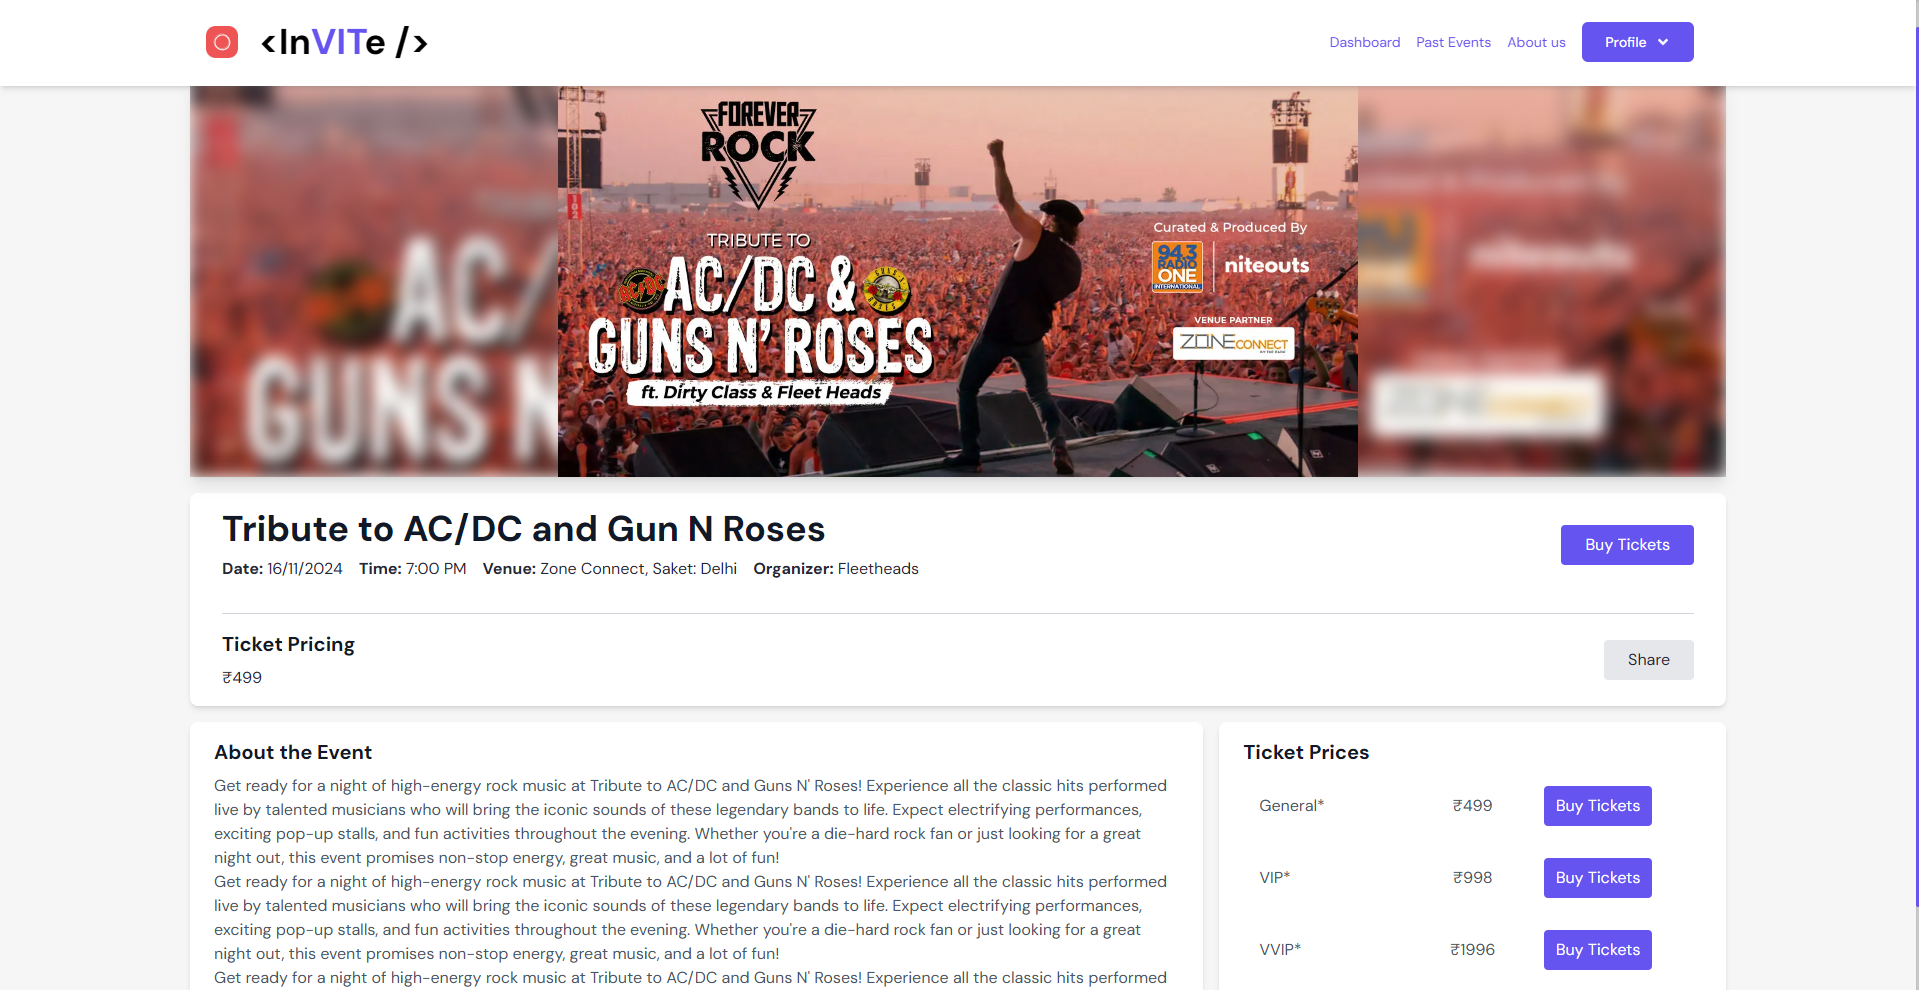 <InVITe />
Dashboard Past Events About us Profile
FOREVER
ROCK
TRIBUTE TO
AC/DC &
GUNS N' ROSES
ft. Dirty Class & Fleet Heads
Curated & Produced By
94.3
RADIO
ONE
INTERNATIONAL
niteouts
VENUE PARTNER
ZONE CONNECT
AC/
GUNS N
niteouts
Tribute to AC/DC and Gun N Roses
Buy Tickets
Date: 16/11/2024 Time: 7:00 PM Venue: Zone Connect, Saket: Delhi Organizer: Fleetheads
Ticket Pricing
₹499
Share
About the Event
Get ready for a night of high-energy rock music at Tribute to AC/DC and Guns N' Roses! Experience all the classic hits performed
live by talented musicians who will bring the iconic sounds of these legendary bands to life. Expect electrifying performances,
exciting pop-up stalls, and fun activities throughout the evening. Whether you're a die-hard rock fan or just looking for a great
night out, this event promises non-stop energy, great music, and a lot of fun!
Get ready for a night of high-energy rock music at Tribute to AC/DC and Guns N' Roses! Experience all the classic hits performed
live by talented musicians who will bring the iconic sounds of these legendary bands to life. Expect electrifying performances,
exciting pop-up stalls, and fun activities throughout the evening. Whether you're a die-hard rock fan or just looking for a great
night out, this event promises non-stop energy, great music, and a lot of fun!
Get ready for a night of high-energy rock music at Tribute to AC/DC and Guns N' Roses! Experience all the classic hits performed
Ticket Prices
General* ₹499 Buy Tickets
VIP* ₹998 Buy Tickets
VVIP* ₹1996 Buy Tickets